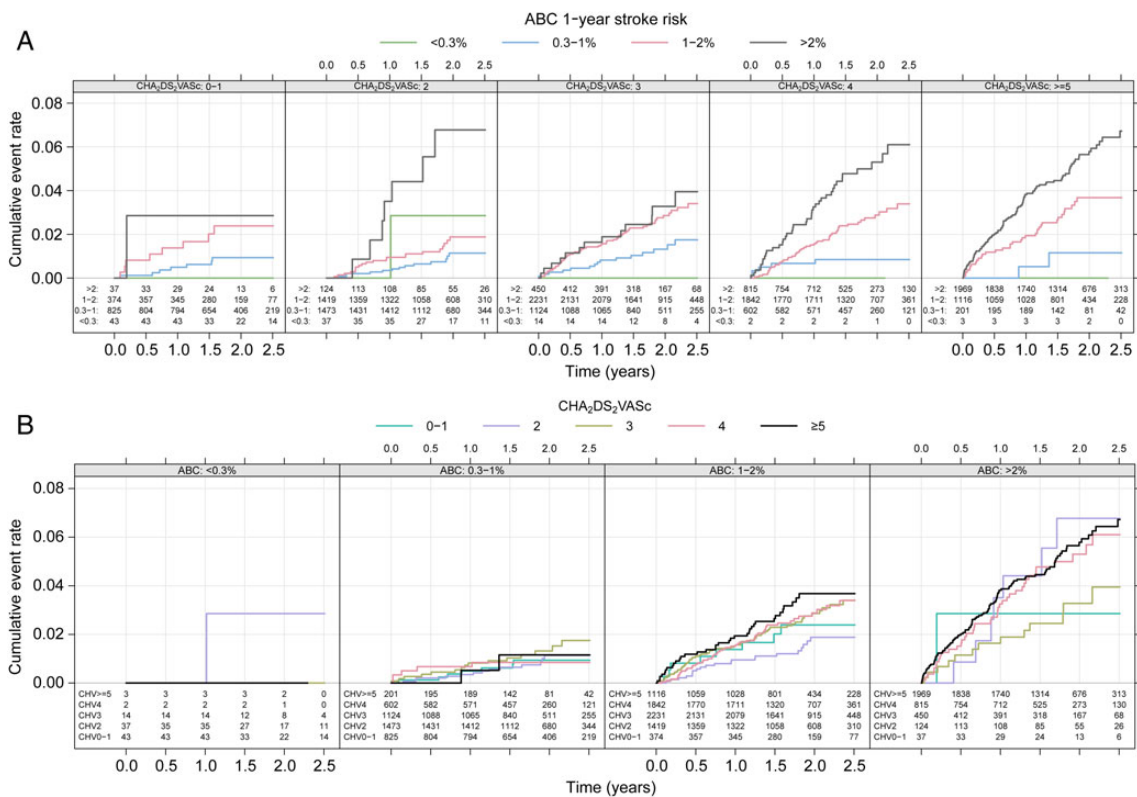 A
ABC 1-year stroke risk
<0.3% 0.3-1% 1-2% >2%
0.0 0.5 1.0 1.5 2.0 2.5 0.0 0.5 1.0 1.5 2.0 2.5
CHA2DS2VASc: 0-1 CHA2DS2VASc: 2 CHA2DS2VASc: 3 CHA2DS2VASc: 4 CHA2DS2VASc: >=5
Cumulative event rate
0.08
0.06
0.04
0.02
0.00
>2: 37 33 29 24 13 6 124 113 108 85 55 26 450 412 391 318 167 68 815 754 712 525 273 130 1969 1838 1740 1314 676 313
1-2: 374 357 345 280 159 77 1419 1359 1322 1058 608 310 2231 2131 2079 1641 915 448 1842 1770 1711 1320 707 361 1116 1059 1028 801 434 228
0.3-1: 825 804 794 654 406 219 1473 1431 1412 1112 680 344 1124 1088 1065 840 511 255 602 582 571 457 260 121 201 195 189 142 81 42
<0.3: 43 43 43 33 22 14 37 35 35 27 17 11 14 14 14 12 8 4 2 2 2 2 1 0 3 3 3 3 2 0
0.0 0.5 1.0 1.5 2.0 2.5 0.0 0.5 1.0 1.5 2.0 2.5 0.0 0.5 1.0 1.5 2.0 2.5
Time (years)
B
CHA2DS2VASc
0-1 2 3 4 ≥5
0.0 0.5 1.0 1.5 2.0 2.5 0.0 0.5 1.0 1.5 2.0 2.5
ABC: <0.3% ABC: 0.3-1% ABC: 1-2% ABC: >2%
Cumulative event rate
0.08
0.06
0.04
0.02
0.00
CHV>=5 3 3 3 3 2 0 CHV>=5 201 195 189 142 81 42 CHV>=5 1116 1059 1028 801 434 228 CHV>=5 1969 1838 1740 1314 676 313
CHV4 2 2 2 2 1 0 CHV4 602 582 571 457 260 121 CHV4 1842 1770 1711 1320 707 361 CHV4 815 754 712 525 273 130
CHV3 14 14 14 12 8 4 CHV3 1124 1088 1065 840 511 255 CHV3 2231 2131 2079 1641 915 448 CHV3 450 412 391 318 167 68
CHV2 37 35 35 27 17 11 CHV2 1473 1431 1412 1112 680 344 CHV2 1419 1359 1322 1058 608 310 CHV2 124 113 108 85 55 26
CHV0-1 43 43 43 33 22 14 CHV0-1 825 804 794 654 406 219 CHV0-1 374 357 345 280 159 77 CHV0-1 37 33 29 24 13 6
0.0 0.5 1.0 1.5 2.0 2.5 0.0 0.5 1.0 1.5 2.0 2.5
Time (years)